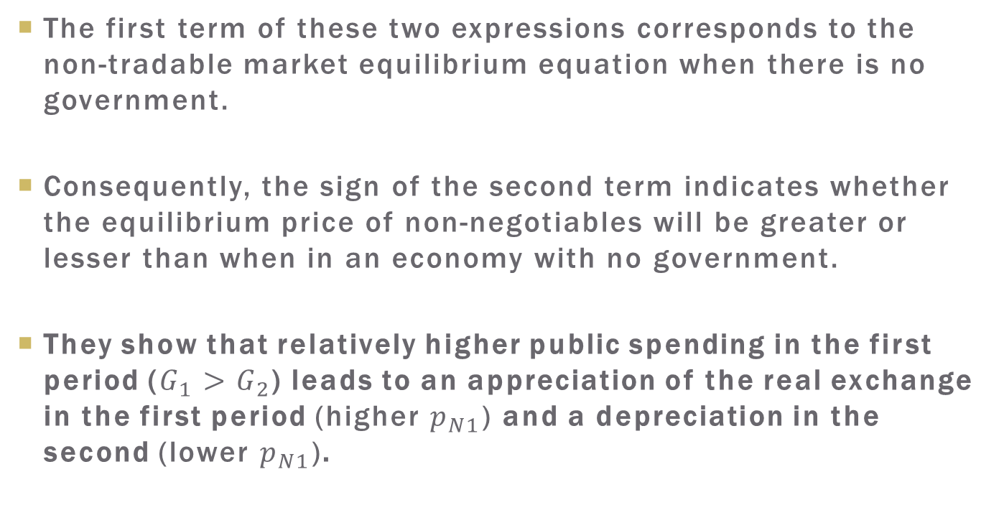 ▪ The first term of these two expressions corresponds to the
non-tradable market equilibrium equation when there is no
government.
▪ Consequently, the sign of the second term indicates whether
the equilibrium price of non-negotiables will be greater or
lesser than when in an economy with no government.
▪ They show that relatively higher public spending in the first
period (G₁ > G₂) leads to an appreciation of the real exchange
in the first period (higher p_{N1}) and a depreciation in the
second (lower p_{N1}).